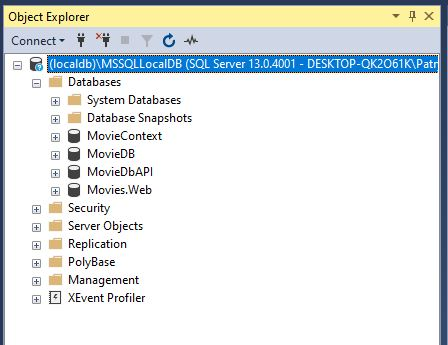 Object Explorer
Connect
(localdb)\MSSQLLocalDB (SQL Server 13.0.4001 - DESKTOP-QK2O61K\Patr
Databases
System Databases
Database Snapshots
MovieContext
MovieDB
MovieDbAPI
Movies.Web
Security
Server Objects
Replication
PolyBase
Management
XEvent Profiler